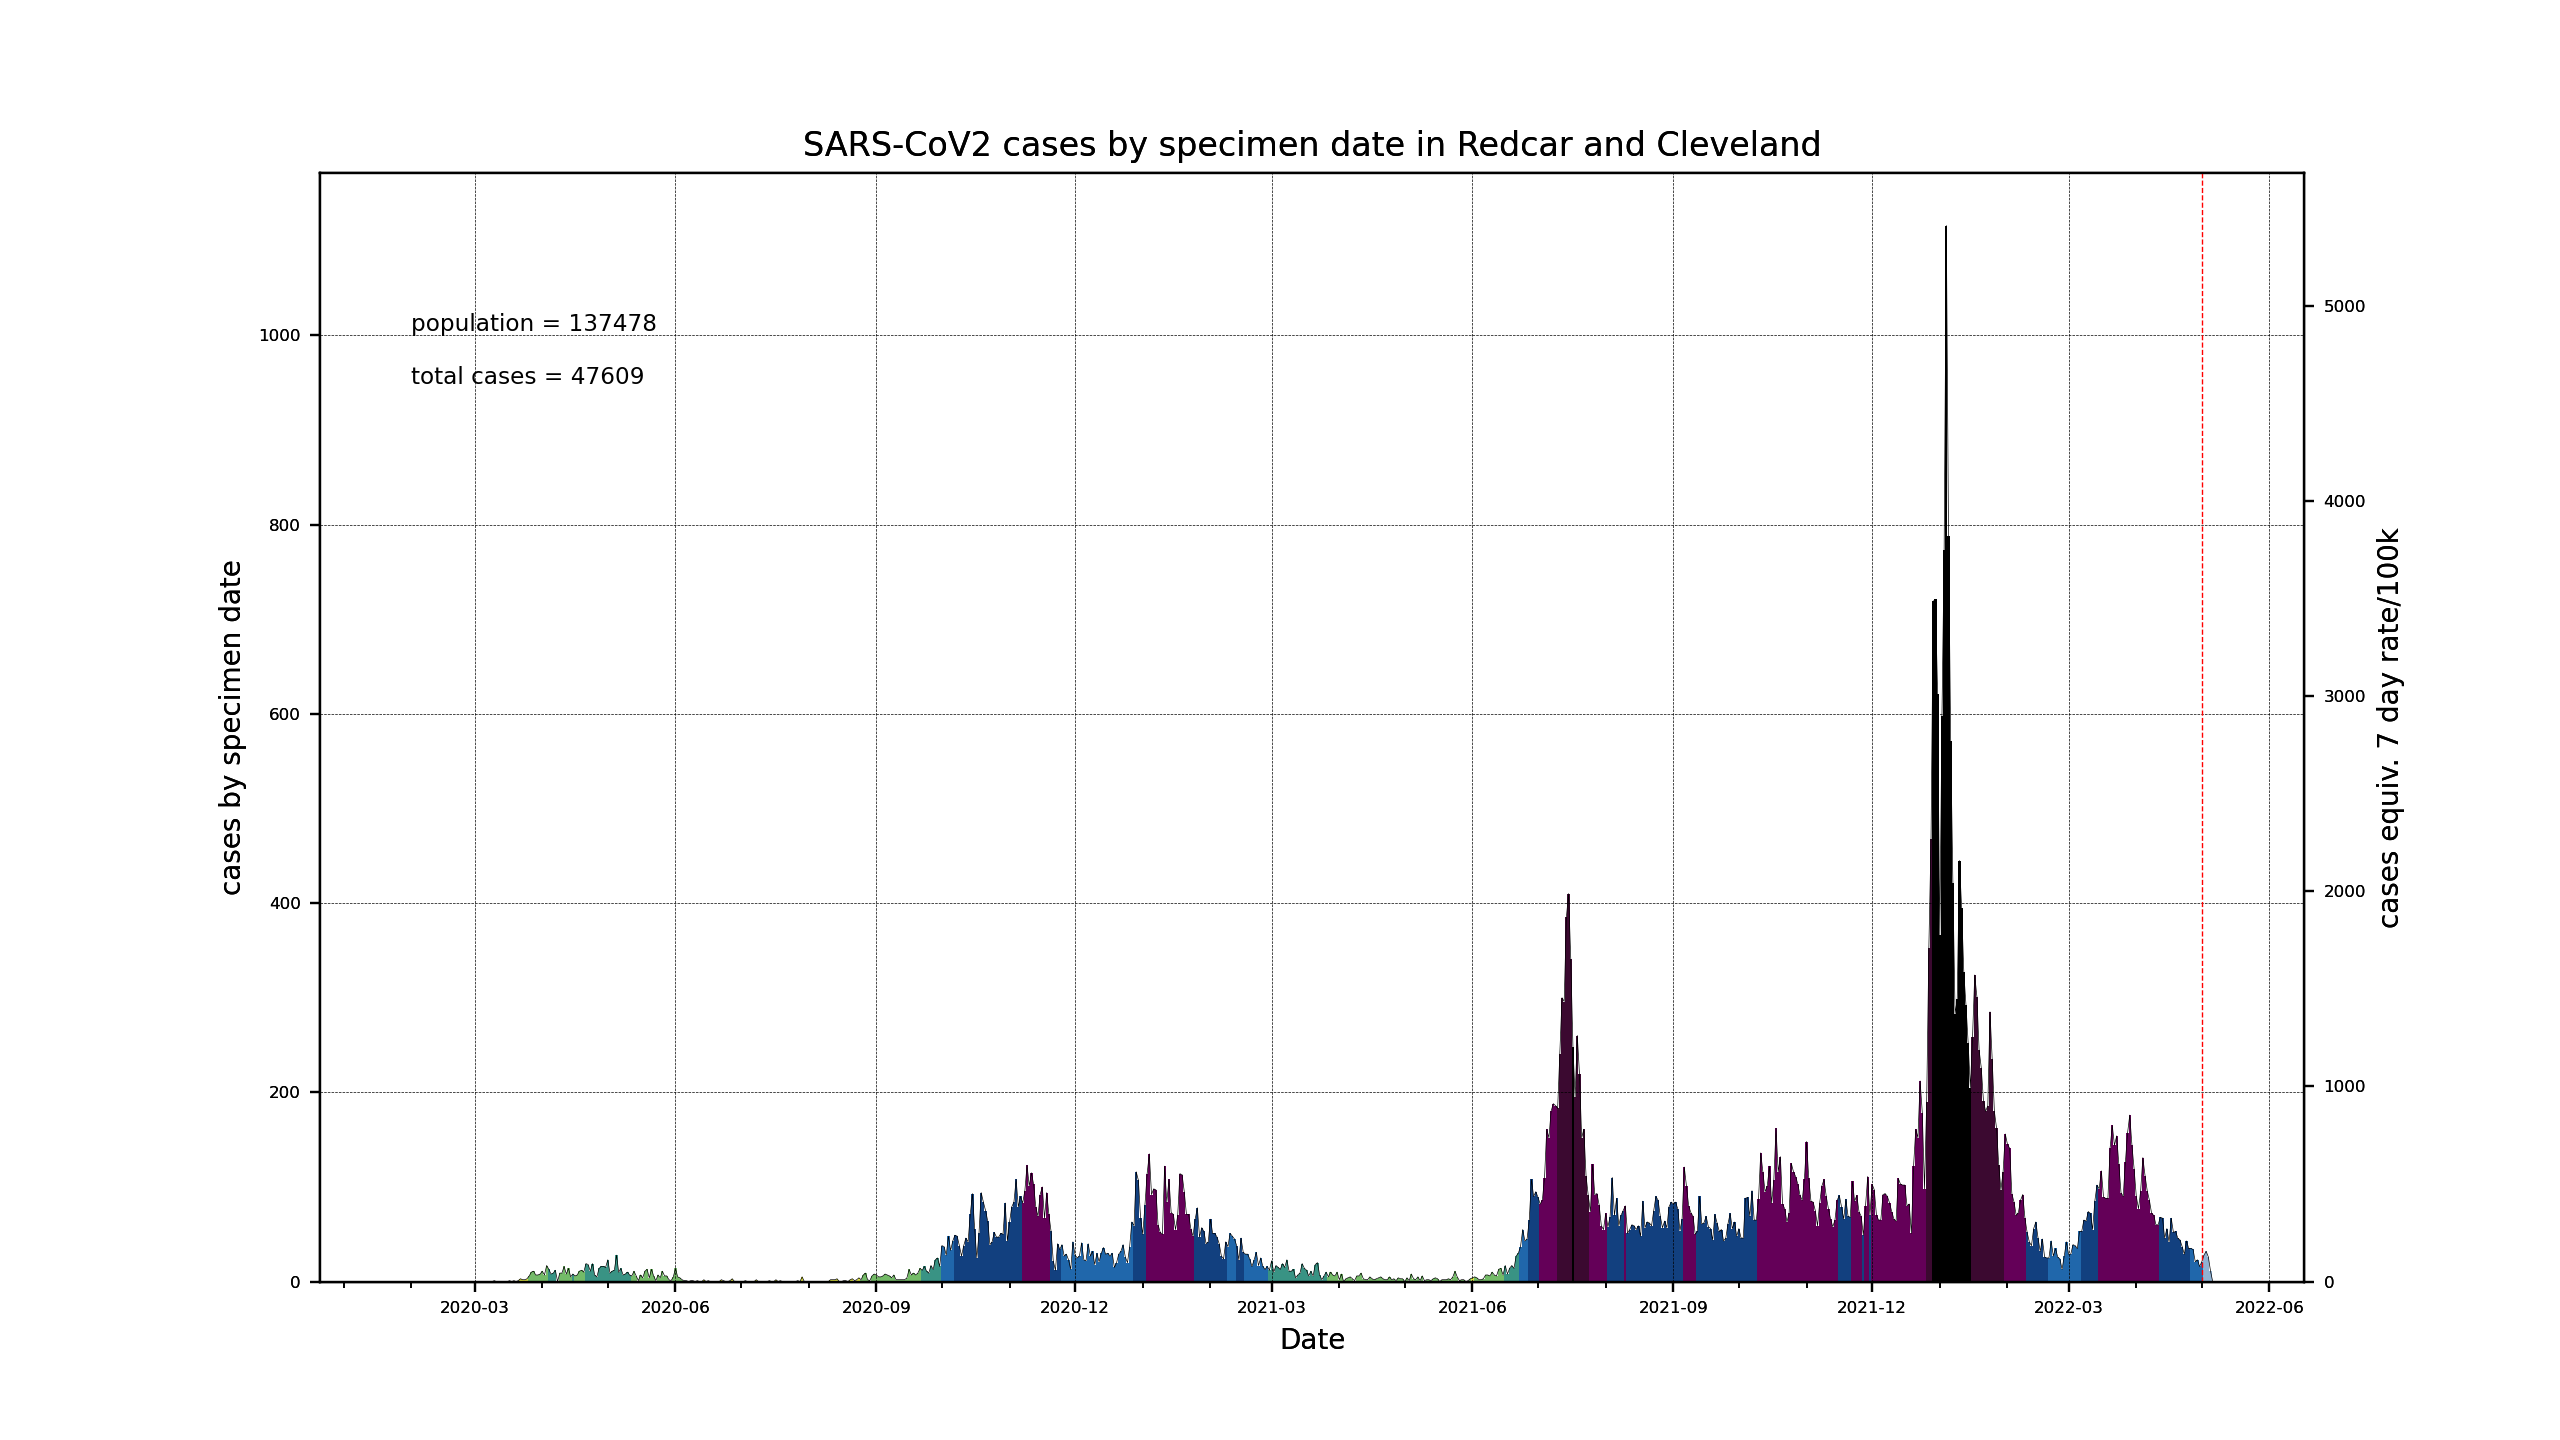 SARS-CoV2 cases by specimen date in Redcar and Cleveland
population = 137478
total cases = 47609
cases by specimen date
1000
800
600
400
200
0
cases equiv. 7 day rate/100k
5000
4000
3000
2000
1000
0
2020-03 2020-06 2020-09 2020-12 2021-03 2021-06 2021-09 2021-12 2022-03 2022-06
Date